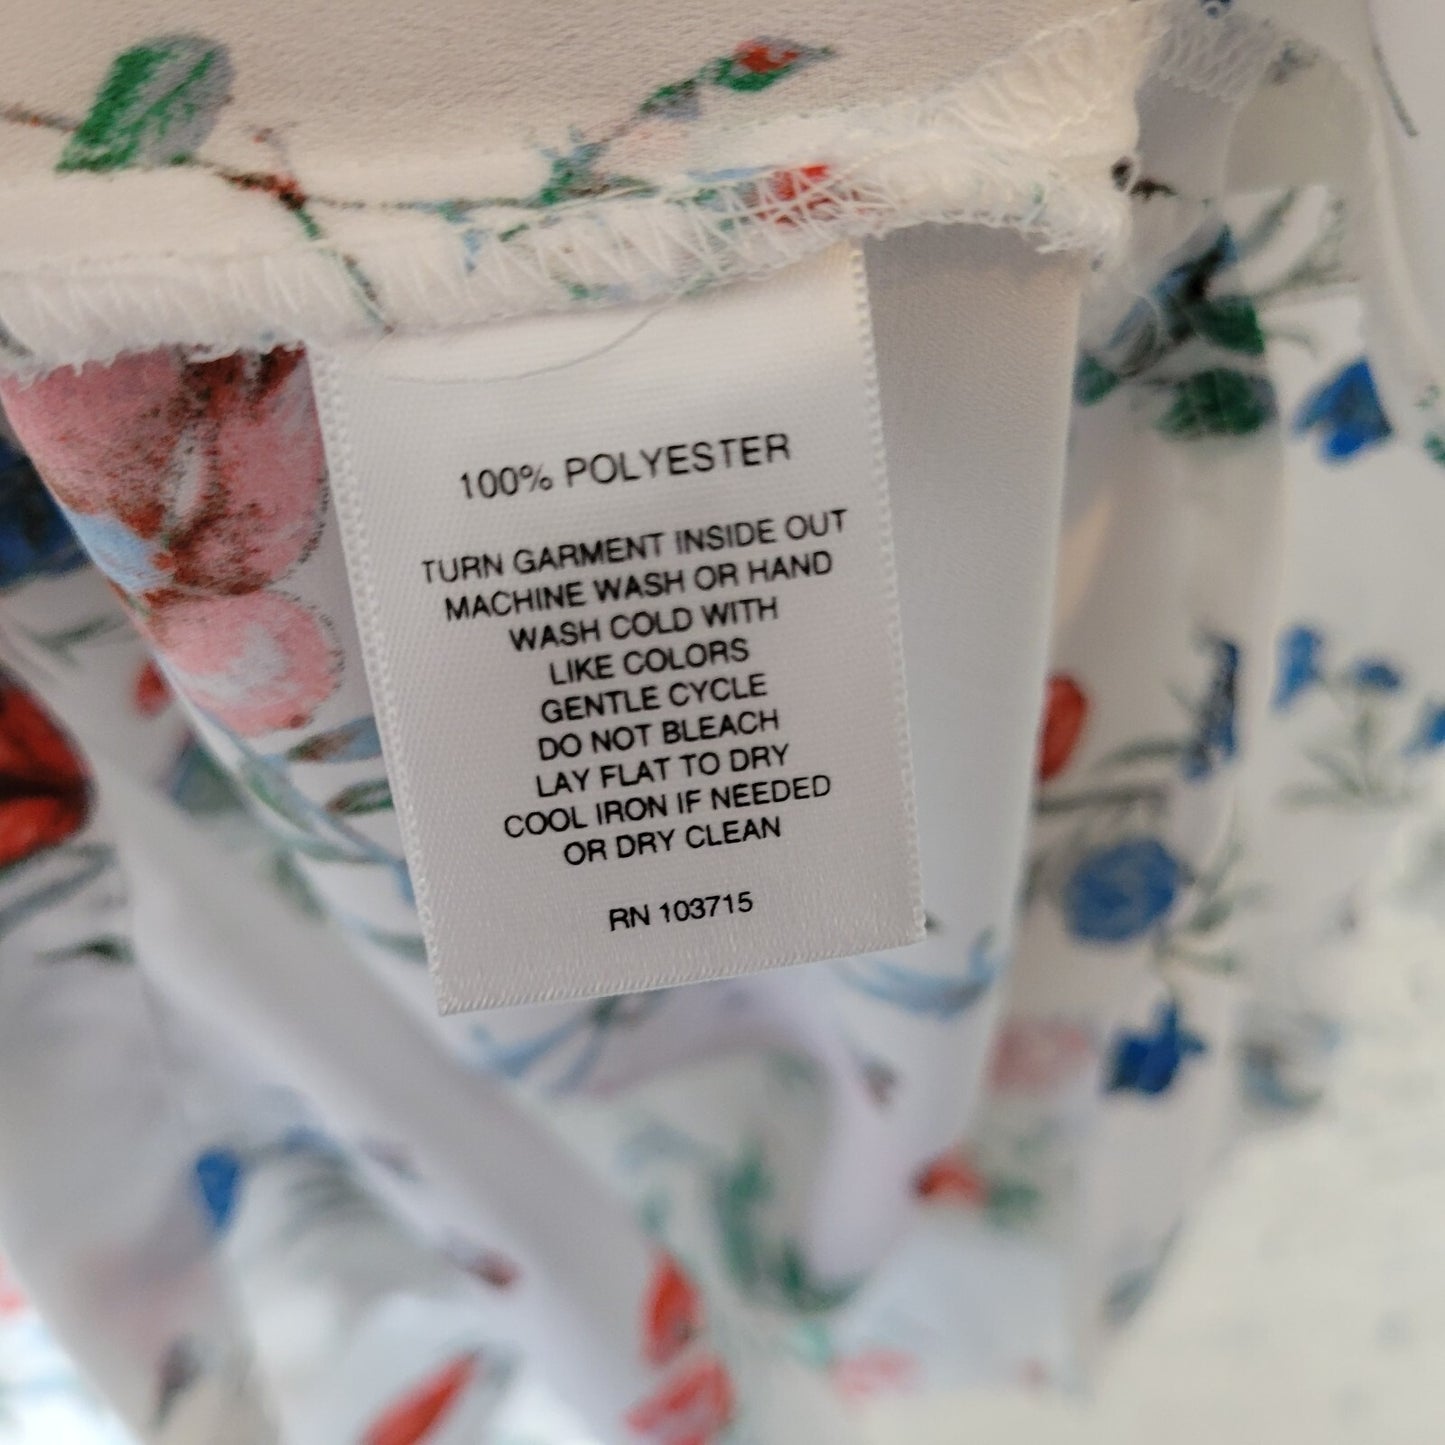 100% POLYESTER
TURN GARMENT INSIDE OUT
MACHINE WASH OR HAND
WASH COLD WITH
LIKE COLORS
GENTLE CYCLE
DO NOT BLEACH
LAY FLAT TO DRY
COOL IRON IF NEEDED
OR DRY CLEAN
RN 103715